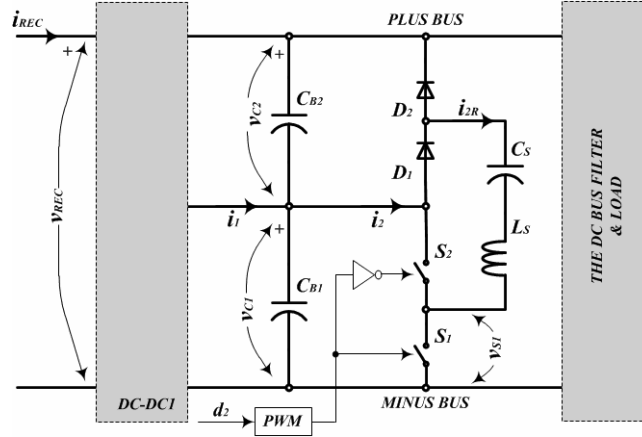 iREC
PLUS BUS
+
+
CB2
vC2
D2
i2R
CS
D1
vREC
i1
i2
LS
+
S2
CB1
vC1
S1
vS1
DC-DC1
d2
PWM
MINUS BUS
THE DC BUS FILTER
& LOAD